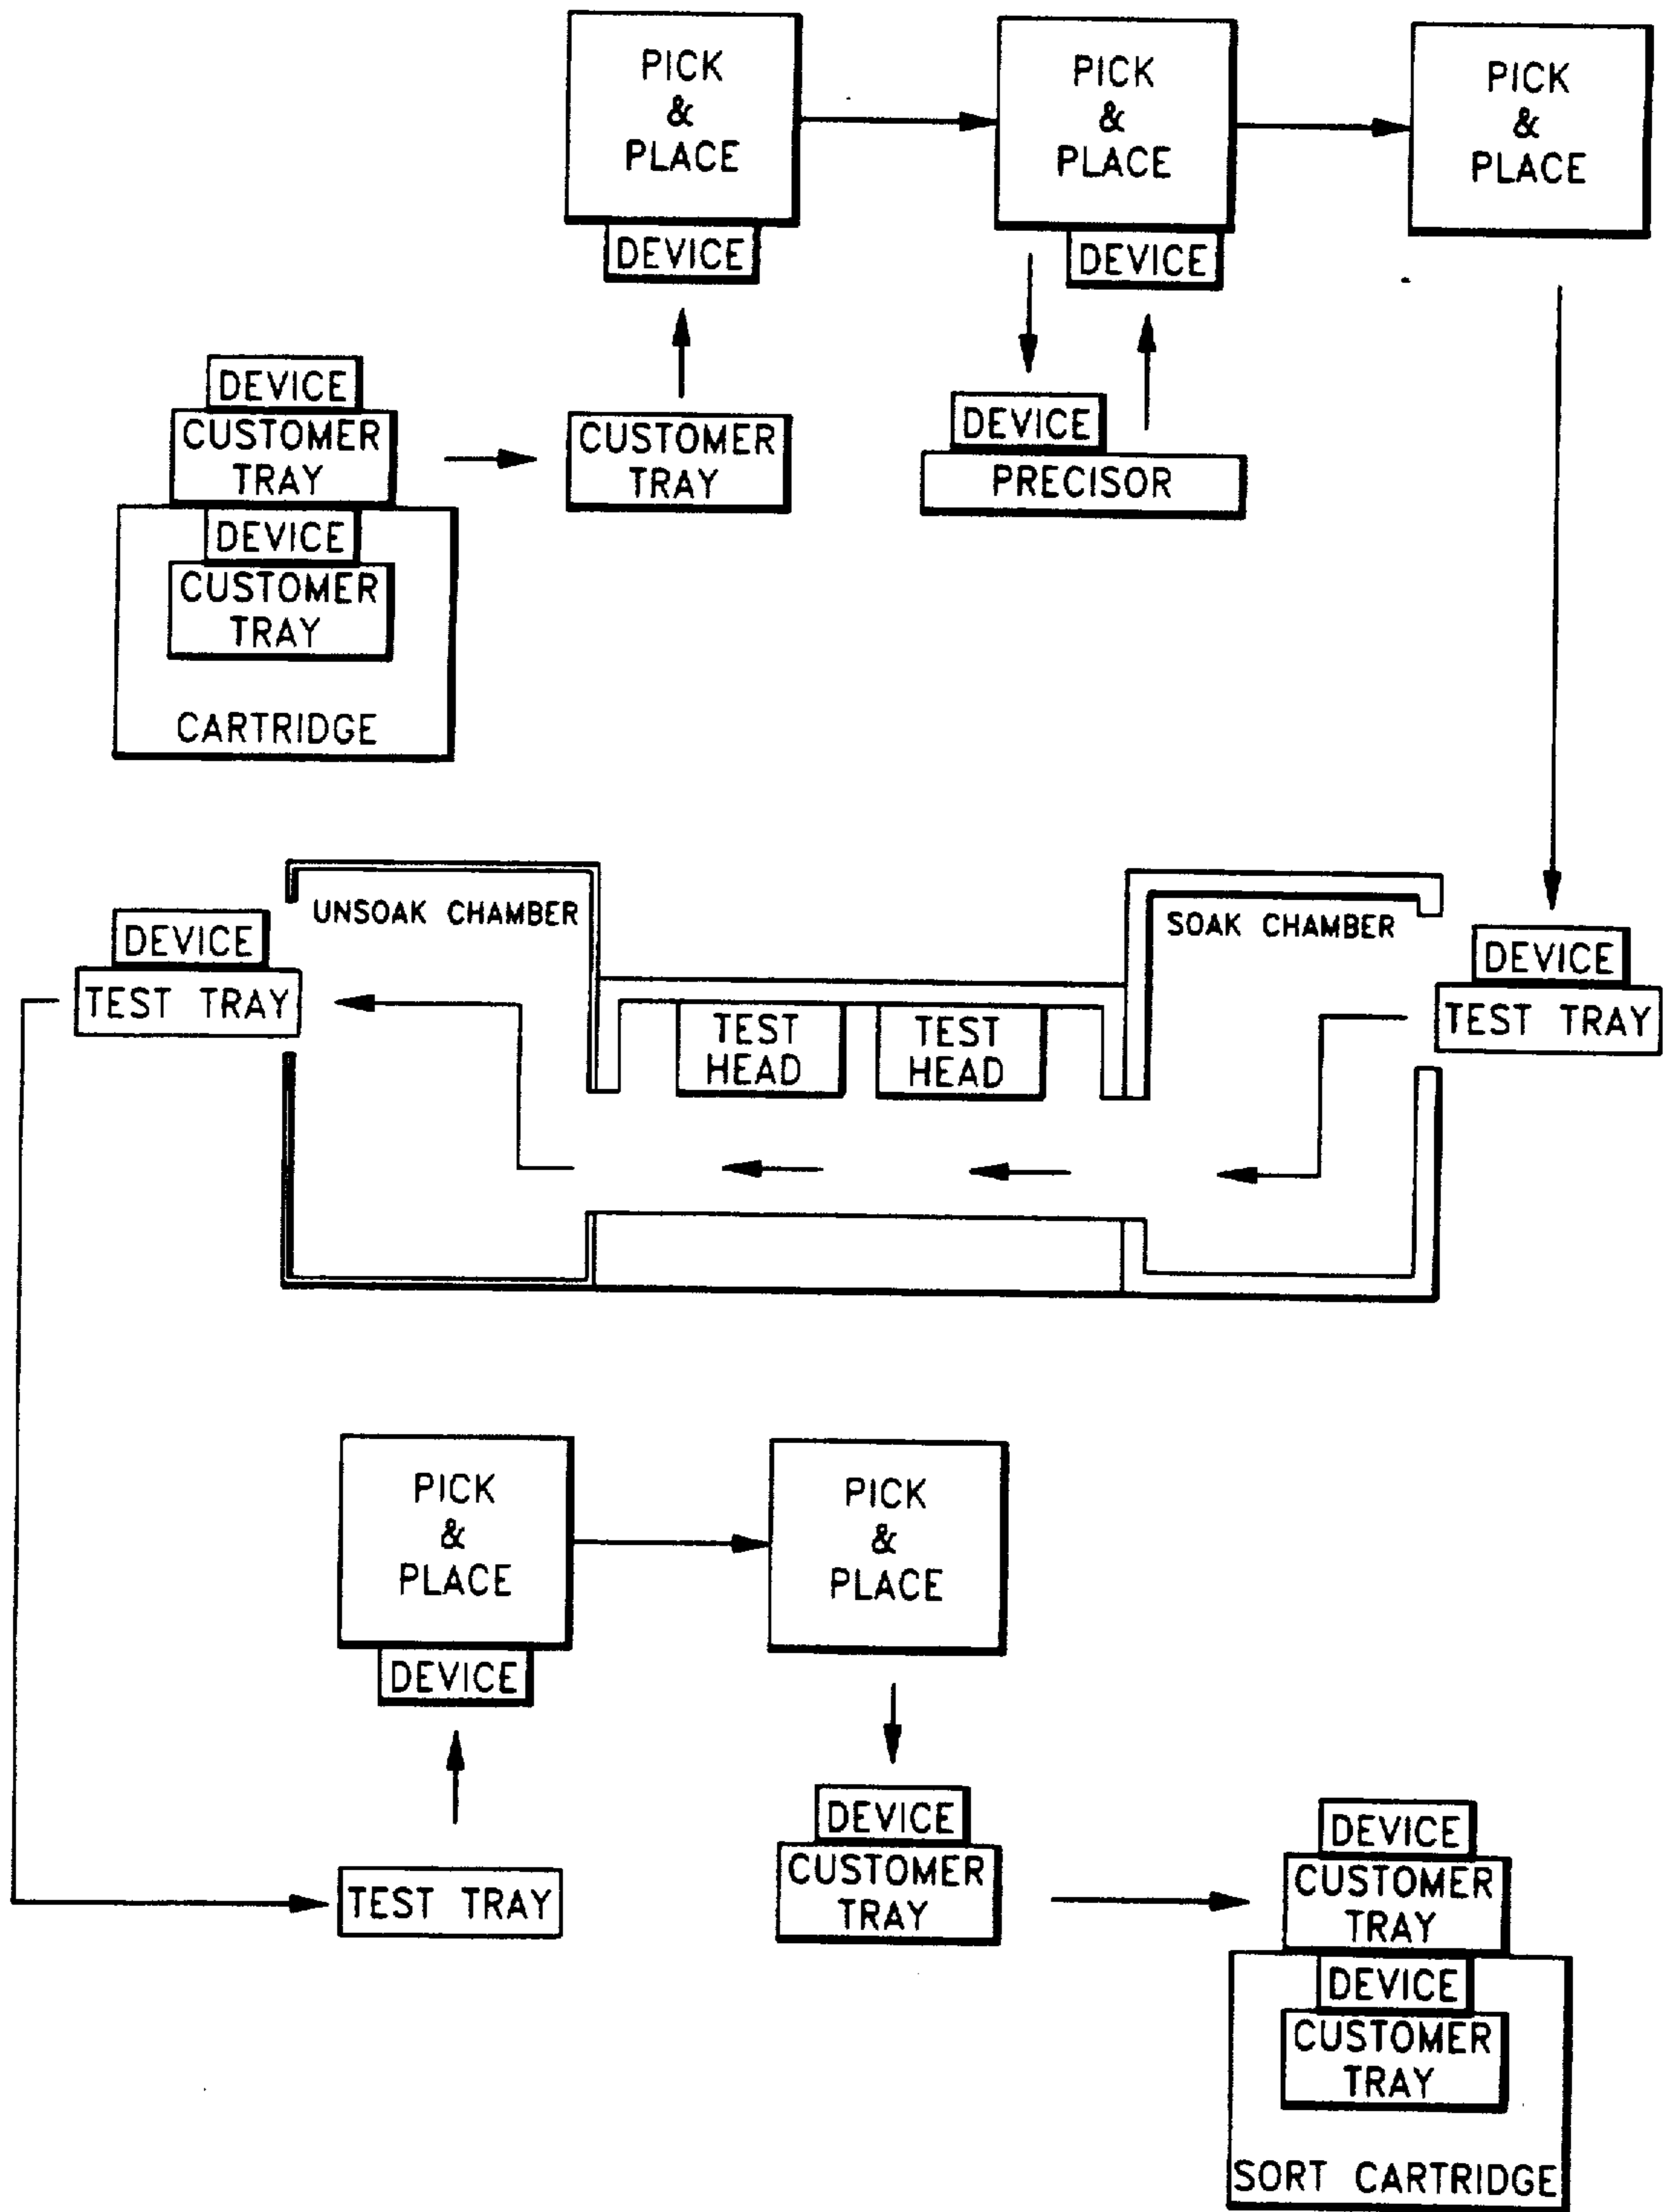 PICK
&
PLACE
PICK
&
PLACE
PICK
&
PLACE
DEVICE
DEVICE
DEVICE
CUSTOMER
TRAY
DEVICE
CUSTOMER
TRAY
CARTRIDGE
CUSTOMER
TRAY
DEVICE
PRECISOR
UNSOAK CHAMBER
SOAK CHAMBER
DEVICE
TEST TRAY
TEST
HEAD
TEST
HEAD
DEVICE
TEST TRAY
PICK
&
PLACE
DEVICE
PICK
&
PLACE
TEST TRAY
DEVICE
CUSTOMER
TRAY
DEVICE
CUSTOMER
TRAY
DEVICE
CUSTOMER
TRAY
SORT CARTRIDGE